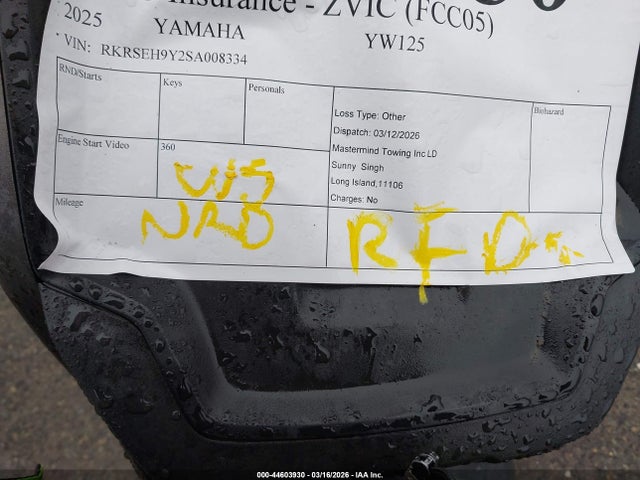 Insurance - ZVIC (FCC05)
2025 YAMAHA YW125
VIN: RKRSEH9Y2SA008334
RND/Starts Keys Personals
Loss Type: Other
Dispatch: 03/12/2026
Mastermind Towing Inc LD
Sunny Singh
Long Island,11106
Charges: No
Biohazard
Engine Start Video 360
Mileage
NRD
RFD
000-44603930 - 03/16/2026 - IAA Inc.